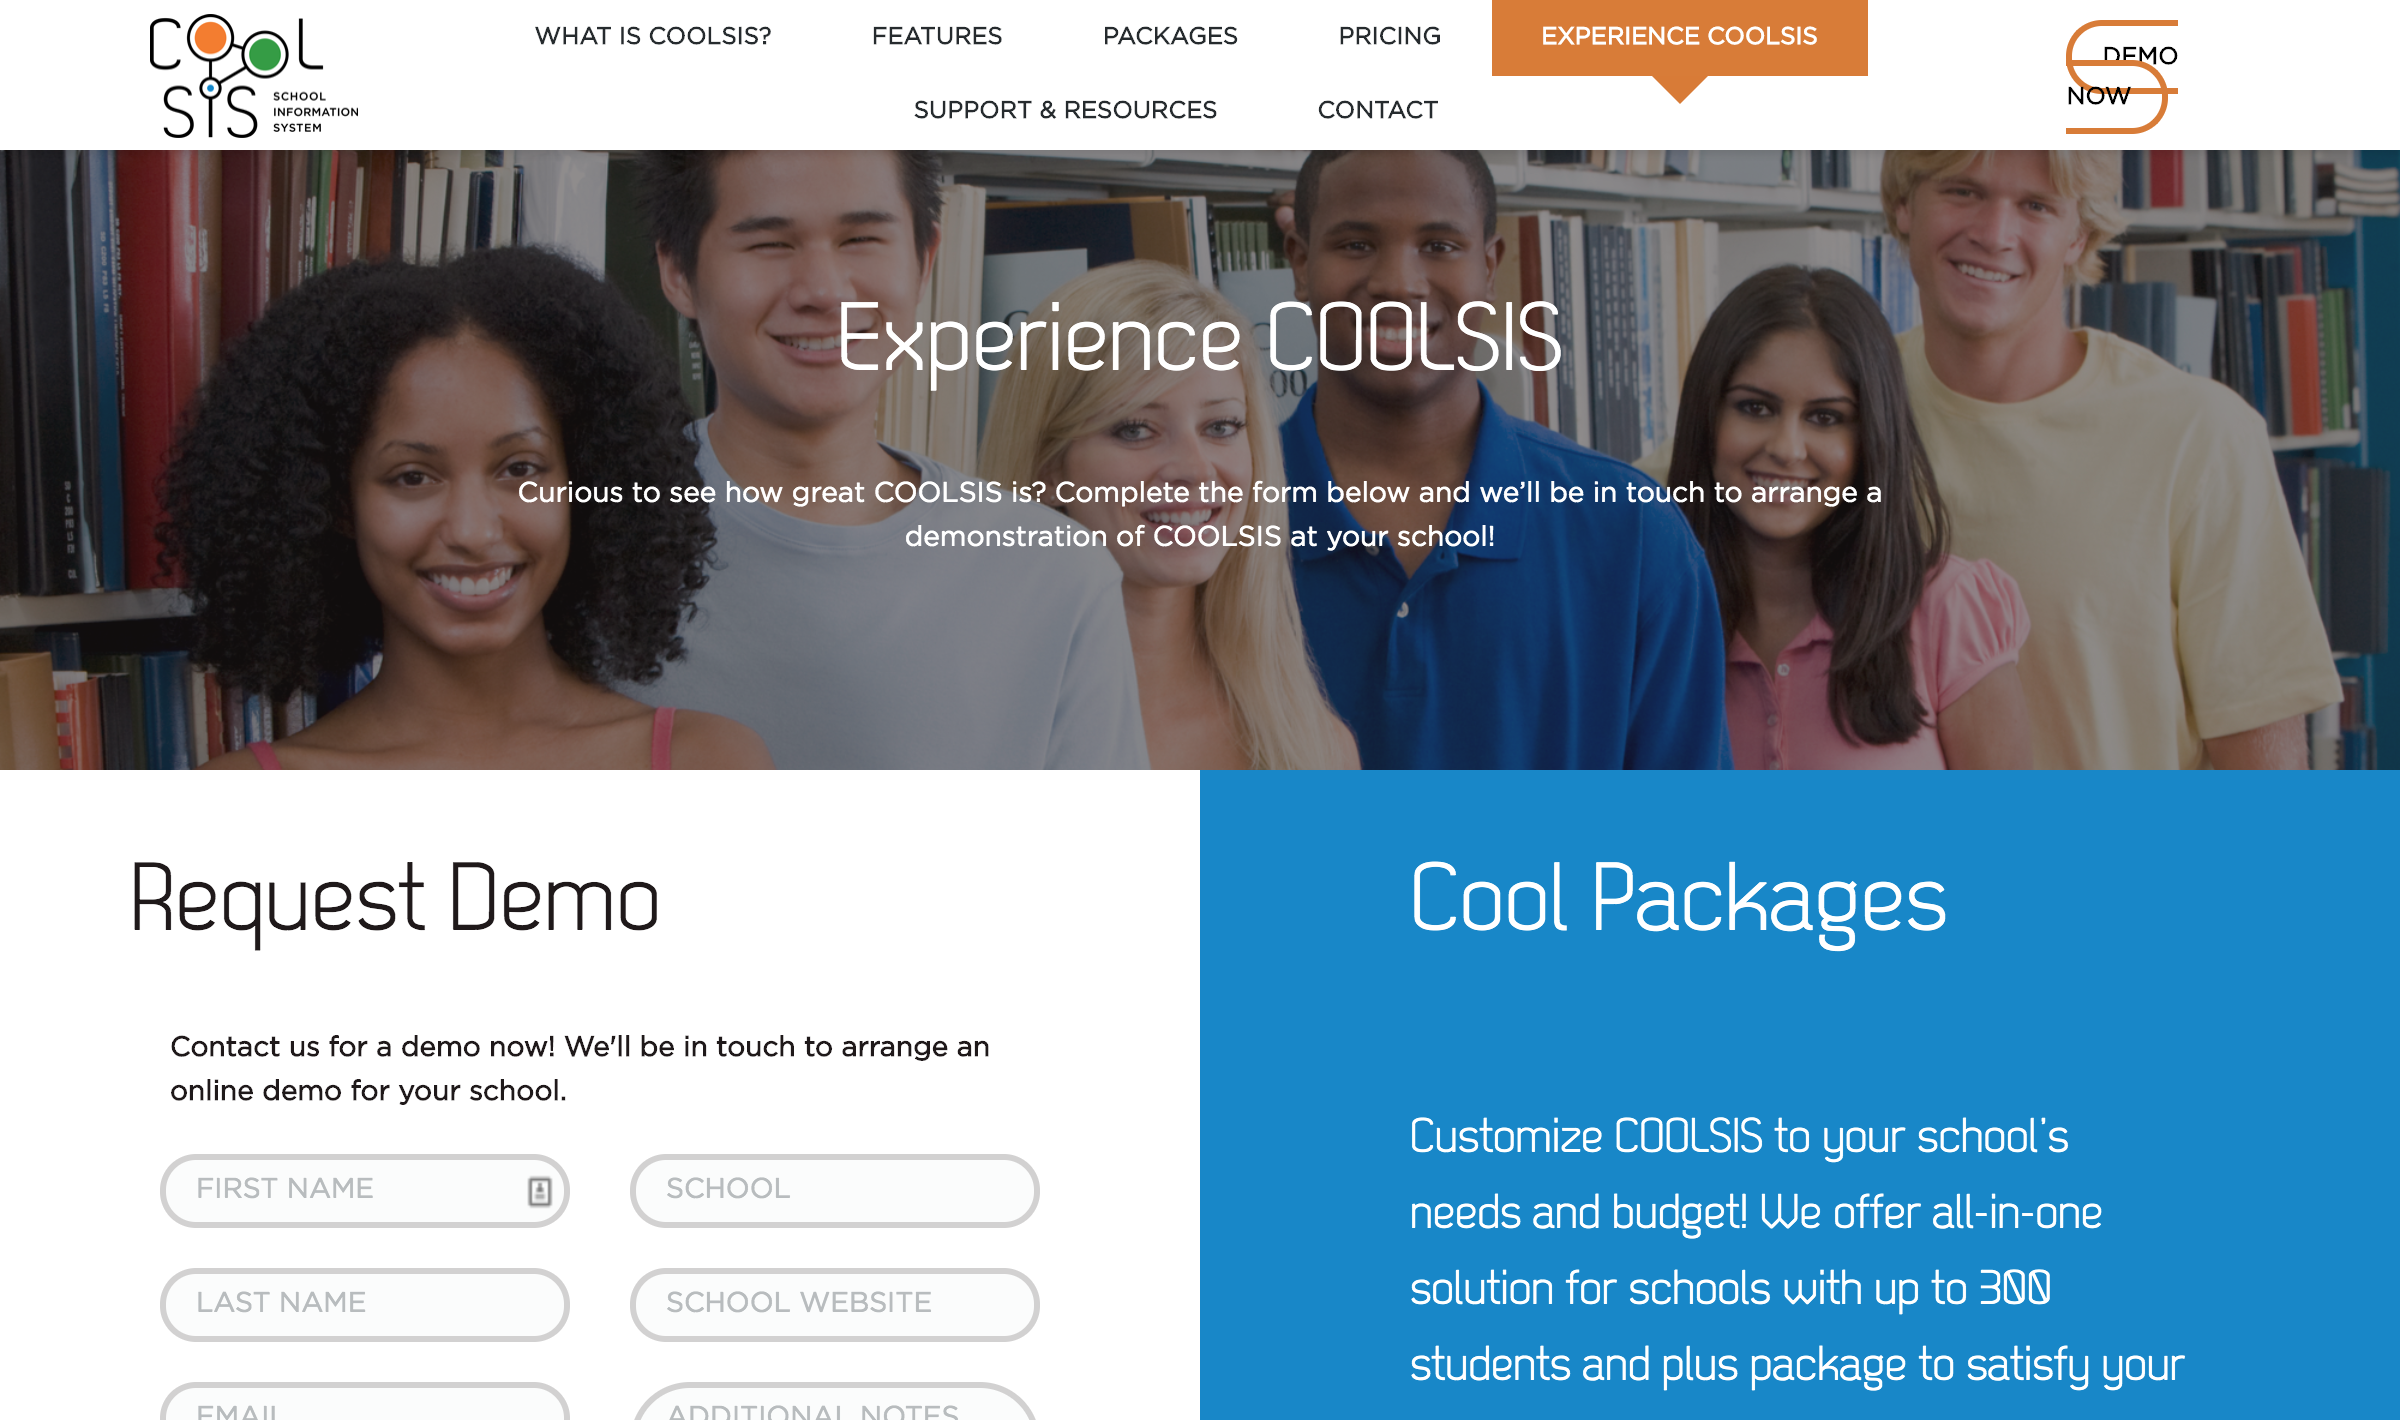 COOL
SIS
SCHOOL
INFORMATION
SYSTEM
WHAT IS COOLSIS?
FEATURES
PACKAGES
PRICING
EXPERIENCE COOLSIS
SUPPORT & RESOURCES
CONTACT
DEMO
NOW
Experience COOLSIS
Curious to see how great COOLSIS is? Complete the form below and we’ll be in touch to arrange a
demonstration of COOLSIS at your school!
Request Demo
Contact us for a demo now! We'll be in touch to arrange an
online demo for your school.
FIRST NAME
SCHOOL
LAST NAME
SCHOOL WEBSITE
EMAIL
ADDITIONAL NOTES
Cool Packages
Customize COOLSIS to your school’s
needs and budget! We offer all-in-one
solution for schools with up to 300
students and plus package to satisfy your